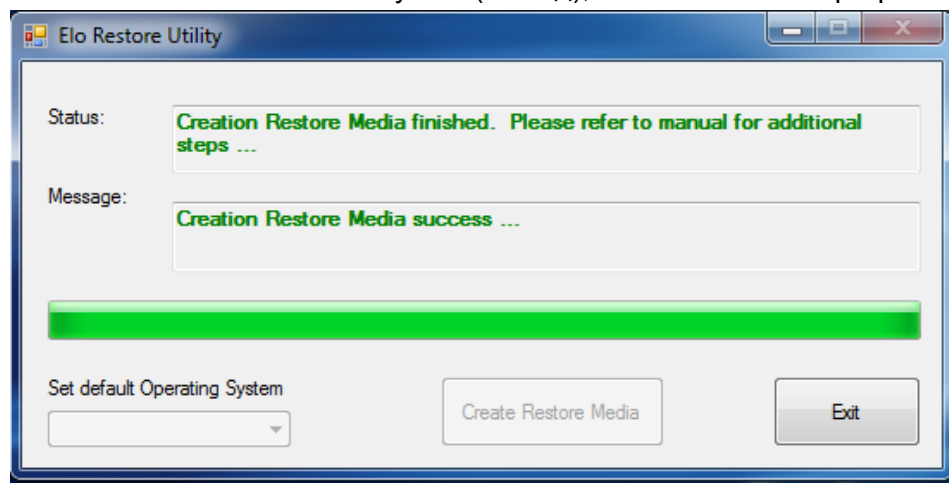 Elo Restore Utility
Status:
Creation Restore Media finished.  Please refer to manual for additional
steps ...
Message:
Creation Restore Media success ...
Set default Operating System
Create Restore Media
Exit